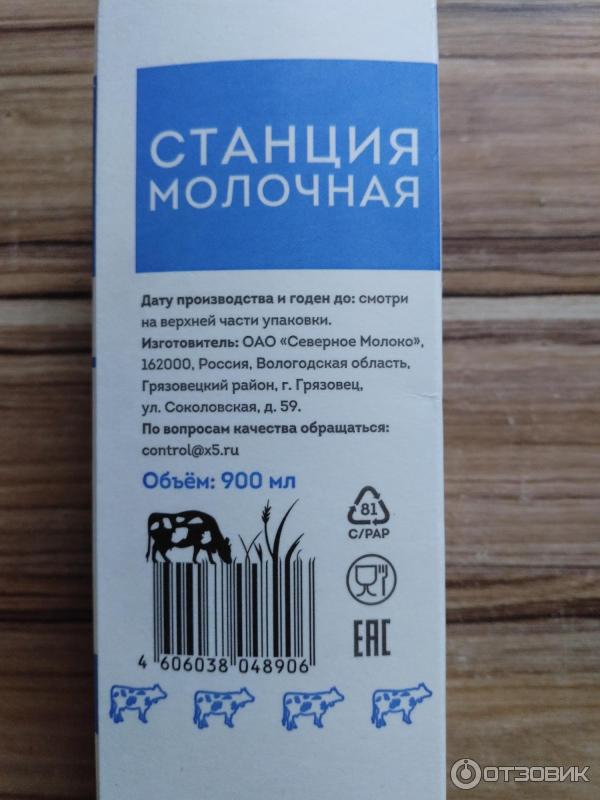 СТАНЦИЯ
МОЛОЧНАЯ
Дату производства и годен до: смотри
на верхней части упаковки.
Изготовитель: ОАО «Северное Молоко»,
162000, Россия, Вологодская область,
Грязовецкий район, г. Грязовец,
ул. Соколовская, д. 59.
По вопросам качества обращаться:
control@x5.ru
Объём: 900 мл
81
C/PAP
EAC
4 606038 048906
ОТЗОВИК